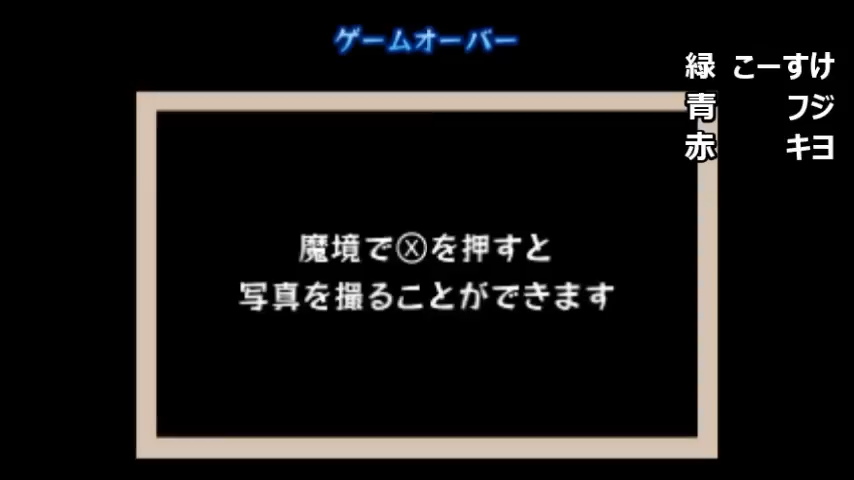 ゲームオーバー
緑 こーすけ
青 フジ
赤 キヨ
魔境でⓧを押すと
写真を撮ることができます